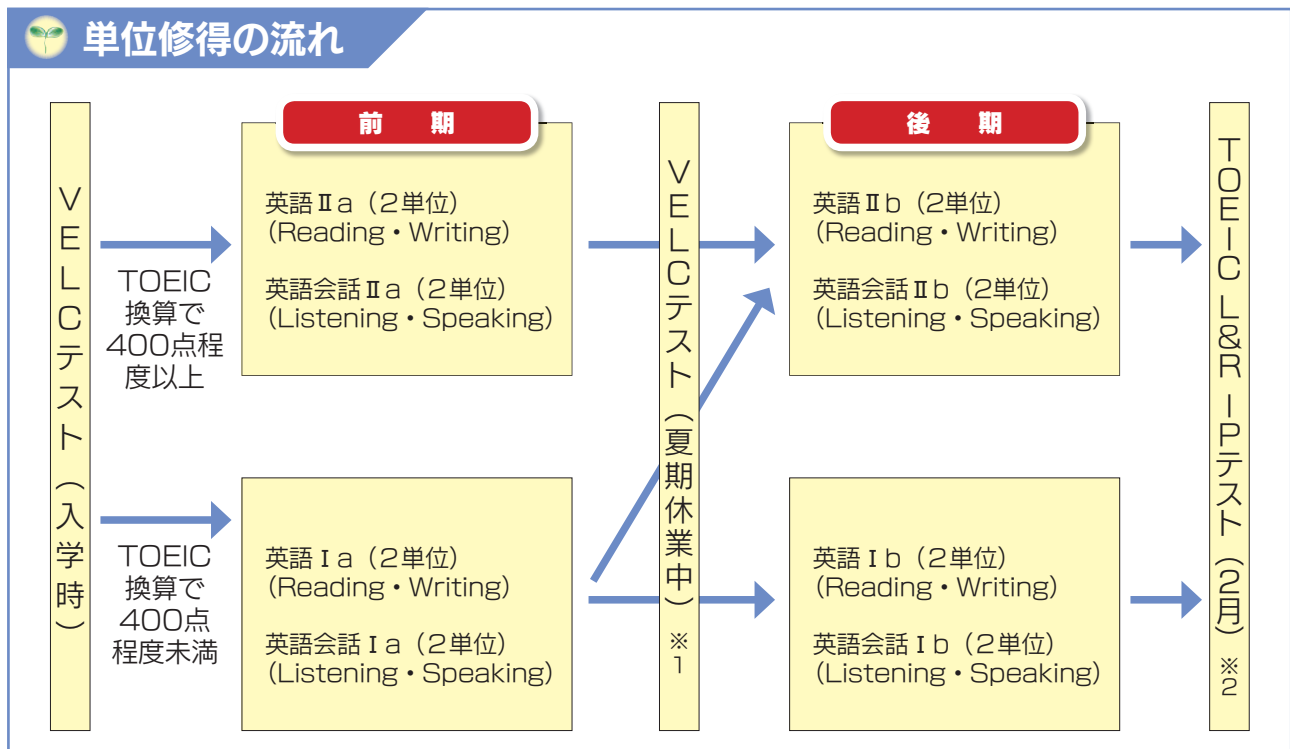 単位修得の流れ
VELCテスト（入学時）
TOEIC
換算で
400点程
度以上
TOEIC
換算で
400点
程度未満
前　期
英語Ⅱa（2単位）
（Reading・Writing）
英語会話Ⅱa（2単位）
（Listening・Speaking）
英語Ⅰa（2単位）
（Reading・Writing）
英語会話Ⅰa（2単位）
（Listening・Speaking）
VELCテスト（夏期休業中）※1
後　期
英語Ⅱb（2単位）
（Reading・Writing）
英語会話Ⅱb（2単位）
（Listening・Speaking）
英語Ⅰb（2単位）
（Reading・Writing）
英語会話Ⅰb（2単位）
（Listening・Speaking）
TOEIC L&R IPテスト（2月）※2